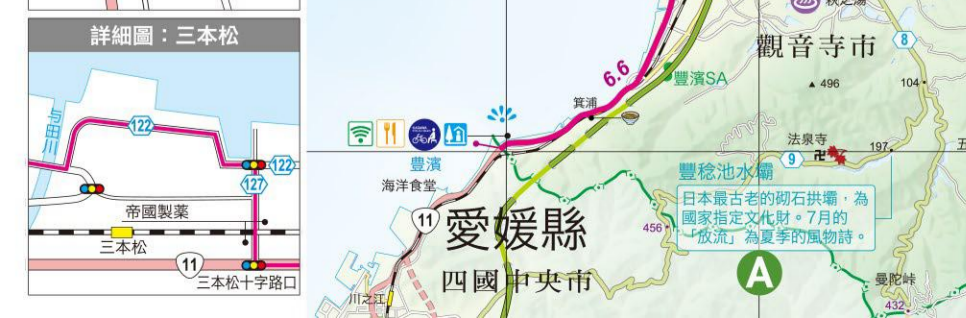 詳細圖：三本松
与田川
122
122
127
帝國製薬
三本松
11
三本松十字路口
觀音寺市
8
6.6
豐濱SA
496
104
箕浦
法泉寺
197
9
豐濱
海洋食堂
豐稔池水壩
日本最古老的砌石拱壩，為
國家指定文化財。7月的
「放流」為夏季的風物詩。
11
愛媛縣
456
四國中央市
A
曼陀峠
川之江
432